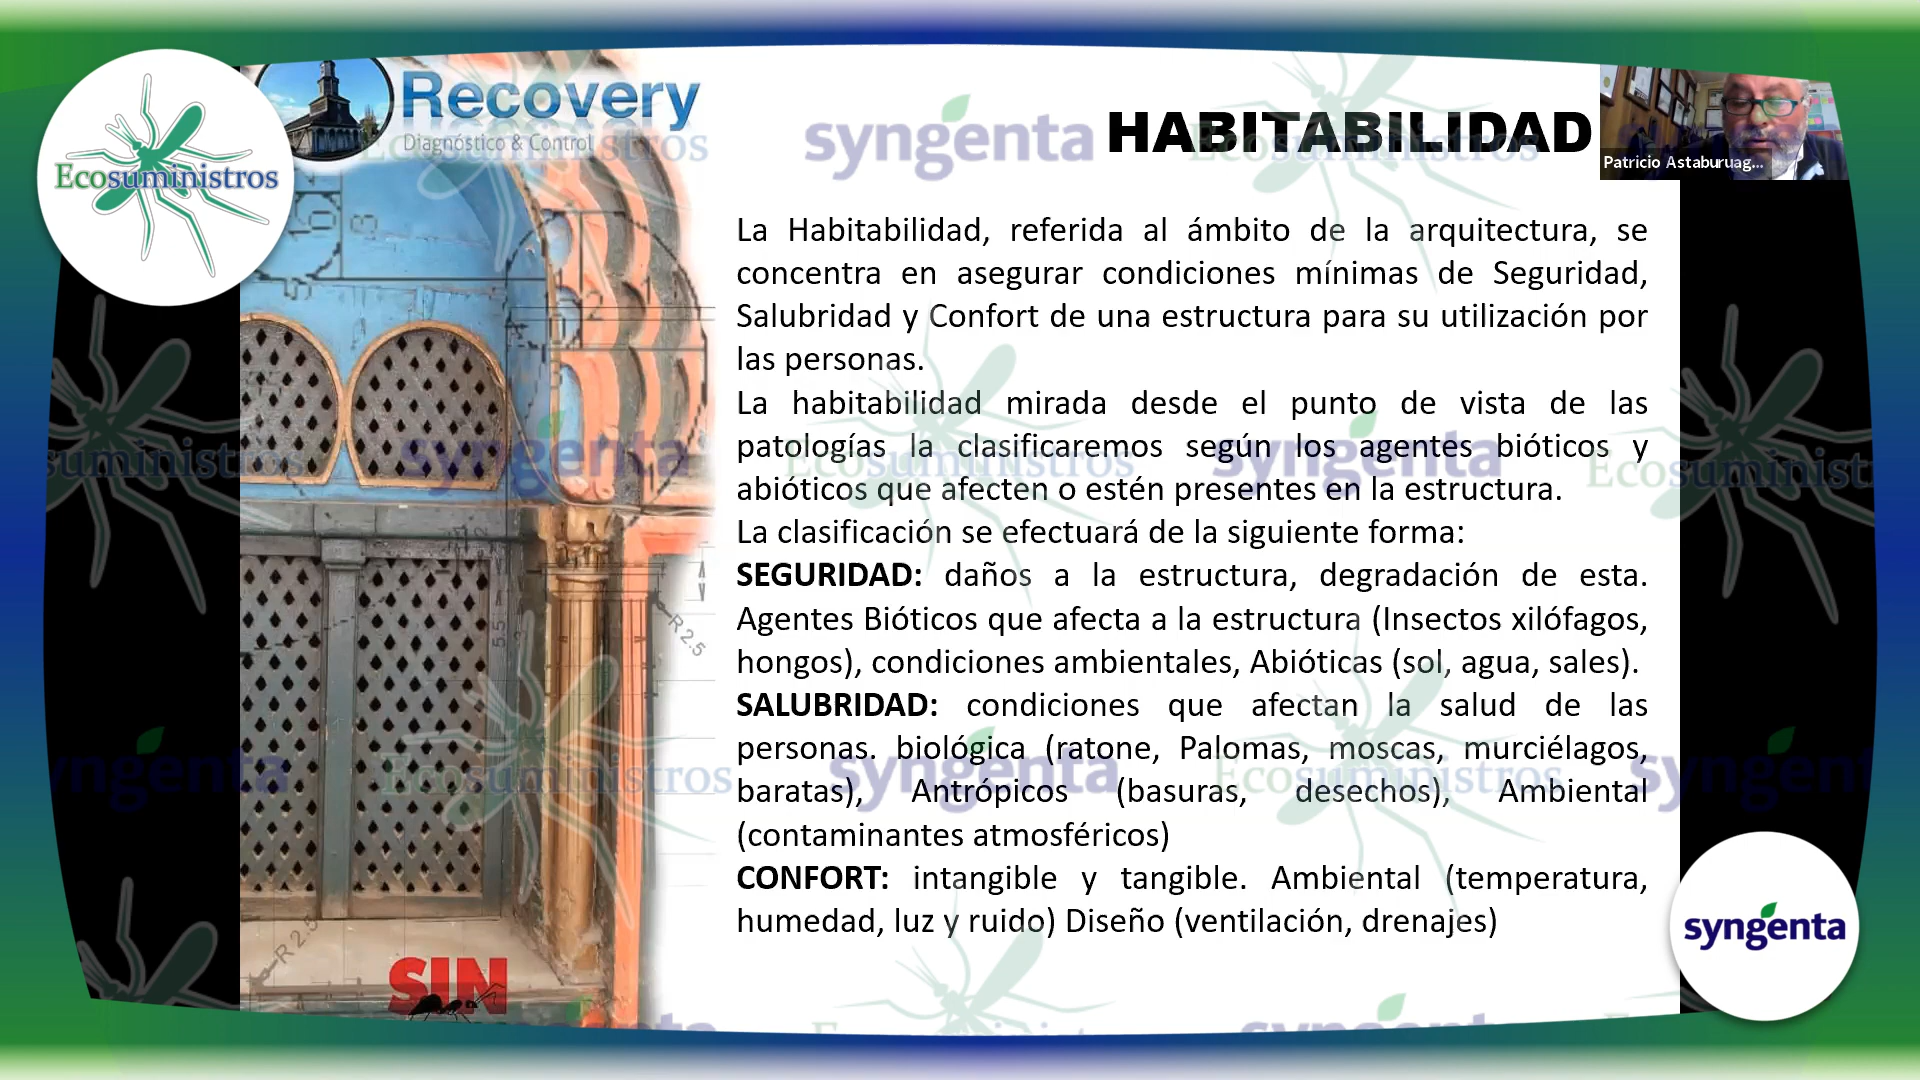 Recovery
Diagnóstico & Control
Ecosuministros
HABITABILIDAD
Patricio Astaburuag...
La Habitabilidad, referida al ámbito de la arquitectura, se
concentra en asegurar condiciones mínimas de Seguridad,
Salubridad y Confort de una estructura para su utilización por
las personas.
La habitabilidad mirada desde el punto de vista de las
patologías la clasificaremos según los agentes bióticos y
abióticos que afecten o estén presentes en la estructura.
La clasificación se efectuará de la siguiente forma:
SEGURIDAD: daños a la estructura, degradación de esta.
Agentes Bióticos que afecta a la estructura (Insectos xilófagos,
hongos), condiciones ambientales, Abióticas (sol, agua, sales).
SALUBRIDAD: condiciones que afectan la salud de las
personas. biológica (ratone, Palomas, moscas, murciélagos,
baratas), Antrópicos (basuras, desechos), Ambiental
(contaminantes atmosféricos)
CONFORT: intangible y tangible. Ambiental (temperatura,
humedad, luz y ruido) Diseño (ventilación, drenajes)
R 2.5
5.5
R 2.5
SIN
syngenta